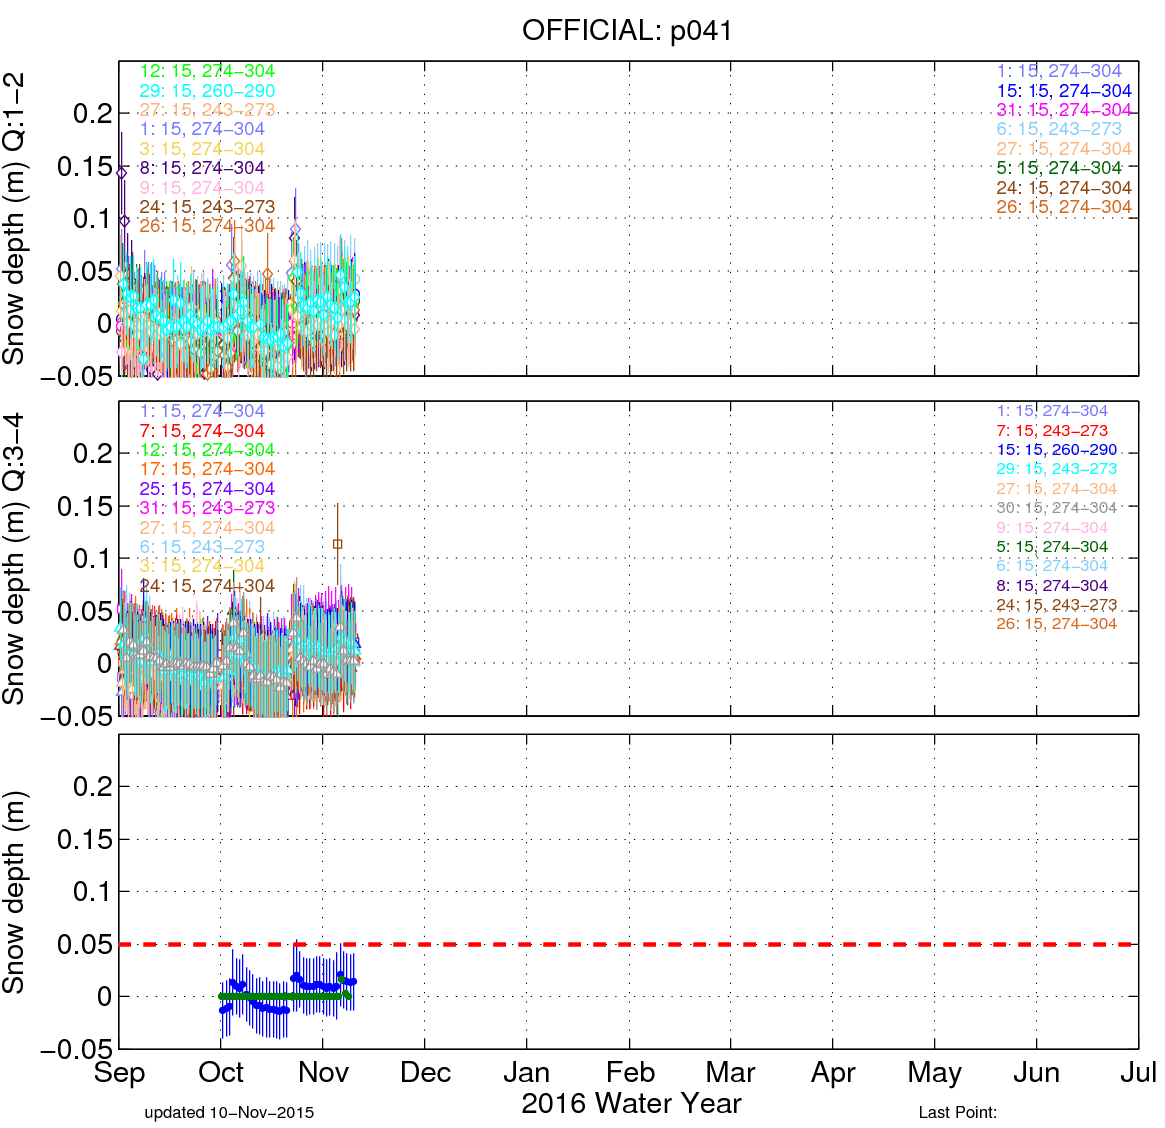 OFFICIAL: p041
Snow depth (m) Q:1−2
0.2
0.15
0.1
0.05
0
−0.05
12: 15, 274−304
29: 15, 260−290
27: 15, 243−273
1: 15, 274−304
3: 15, 274−304
8: 15, 274−304
9: 15, 274−304
24: 15, 243−273
26: 15, 274−304
1: 15, 274−304
15: 15, 274−304
31: 15, 274−304
6: 15, 243−273
27: 15, 274−304
5: 15, 274−304
24: 15, 274−304
26: 15, 274−304
Snow depth (m) Q:3−4
0.2
0.15
0.1
0.05
0
−0.05
1: 15, 274−304
7: 15, 274−304
12: 15, 274−304
17: 15, 274−304
25: 15, 274−304
31: 15, 243−273
27: 15, 274−304
6: 15, 243−273
3: 15, 274−304
24: 15, 274−304
1: 15, 274−304
7: 15, 243−273
15: 15, 260−290
29: 15, 243−273
27: 15, 274−304
30: 15, 274−304
9: 15, 274−304
5: 15, 274−304
6: 15, 274−304
8: 15, 274−304
24: 15, 243−273
26: 15, 274−304
Snow depth (m)
0.2
0.15
0.1
0.05
0
−0.05
Sep Oct Nov Dec Jan Feb Mar Apr May Jun Jul
2016 Water Year
updated 10−Nov−2015
Last Point: